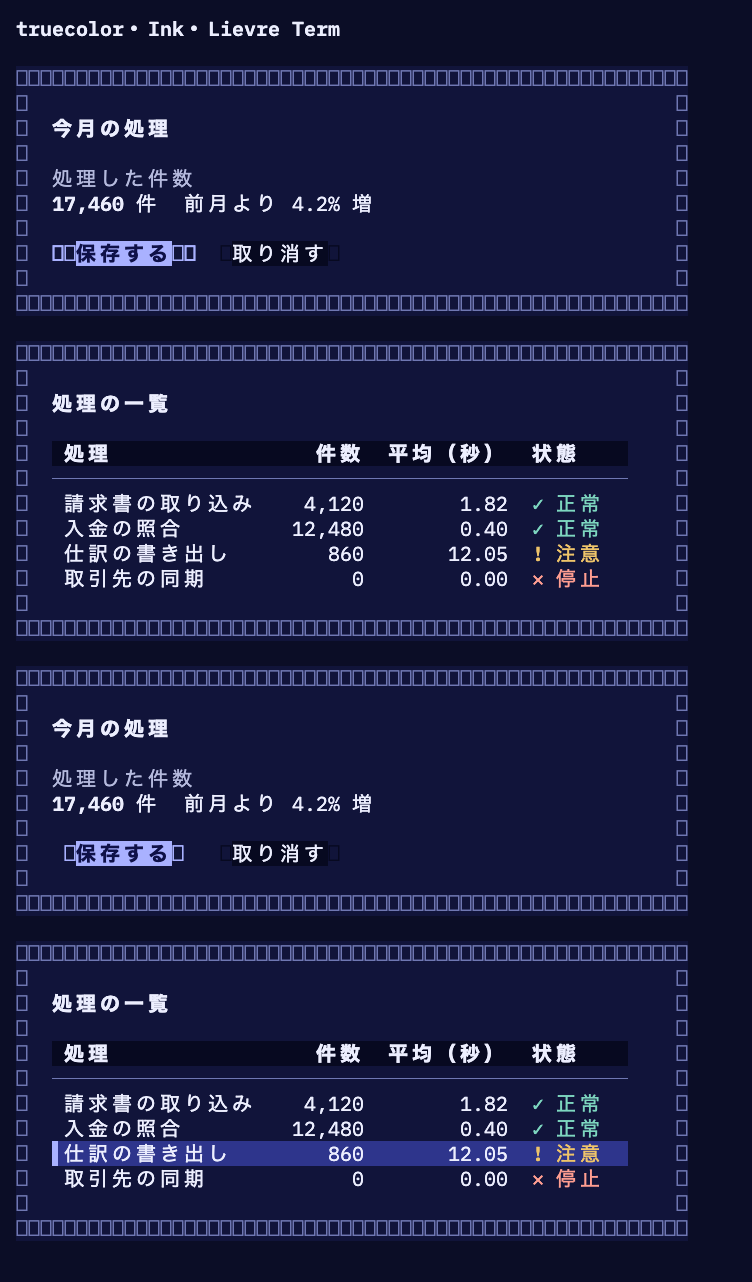 truecolor • Ink • Lievre Term
今月の処理
処理した件数
17,460 件 前月より 4.2% 増
保存する 取り消す
処理の一覧
処理 件数 平均 (秒) 状態
請求書の取り込み 4,120 1.82 ✓ 正常
入金の照合 12,480 0.40 ✓ 正常
仕訳の書き出し 860 12.05 ! 注意
取引先の同期 0 0.00 × 停止
今月の処理
処理した件数
17,460 件 前月より 4.2% 増
保存する 取り消す
処理の一覧
処理 件数 平均 (秒) 状態
請求書の取り込み 4,120 1.82 ✓ 正常
入金の照合 12,480 0.40 ✓ 正常
仕訳の書き出し 860 12.05 ! 注意
取引先の同期 0 0.00 × 停止